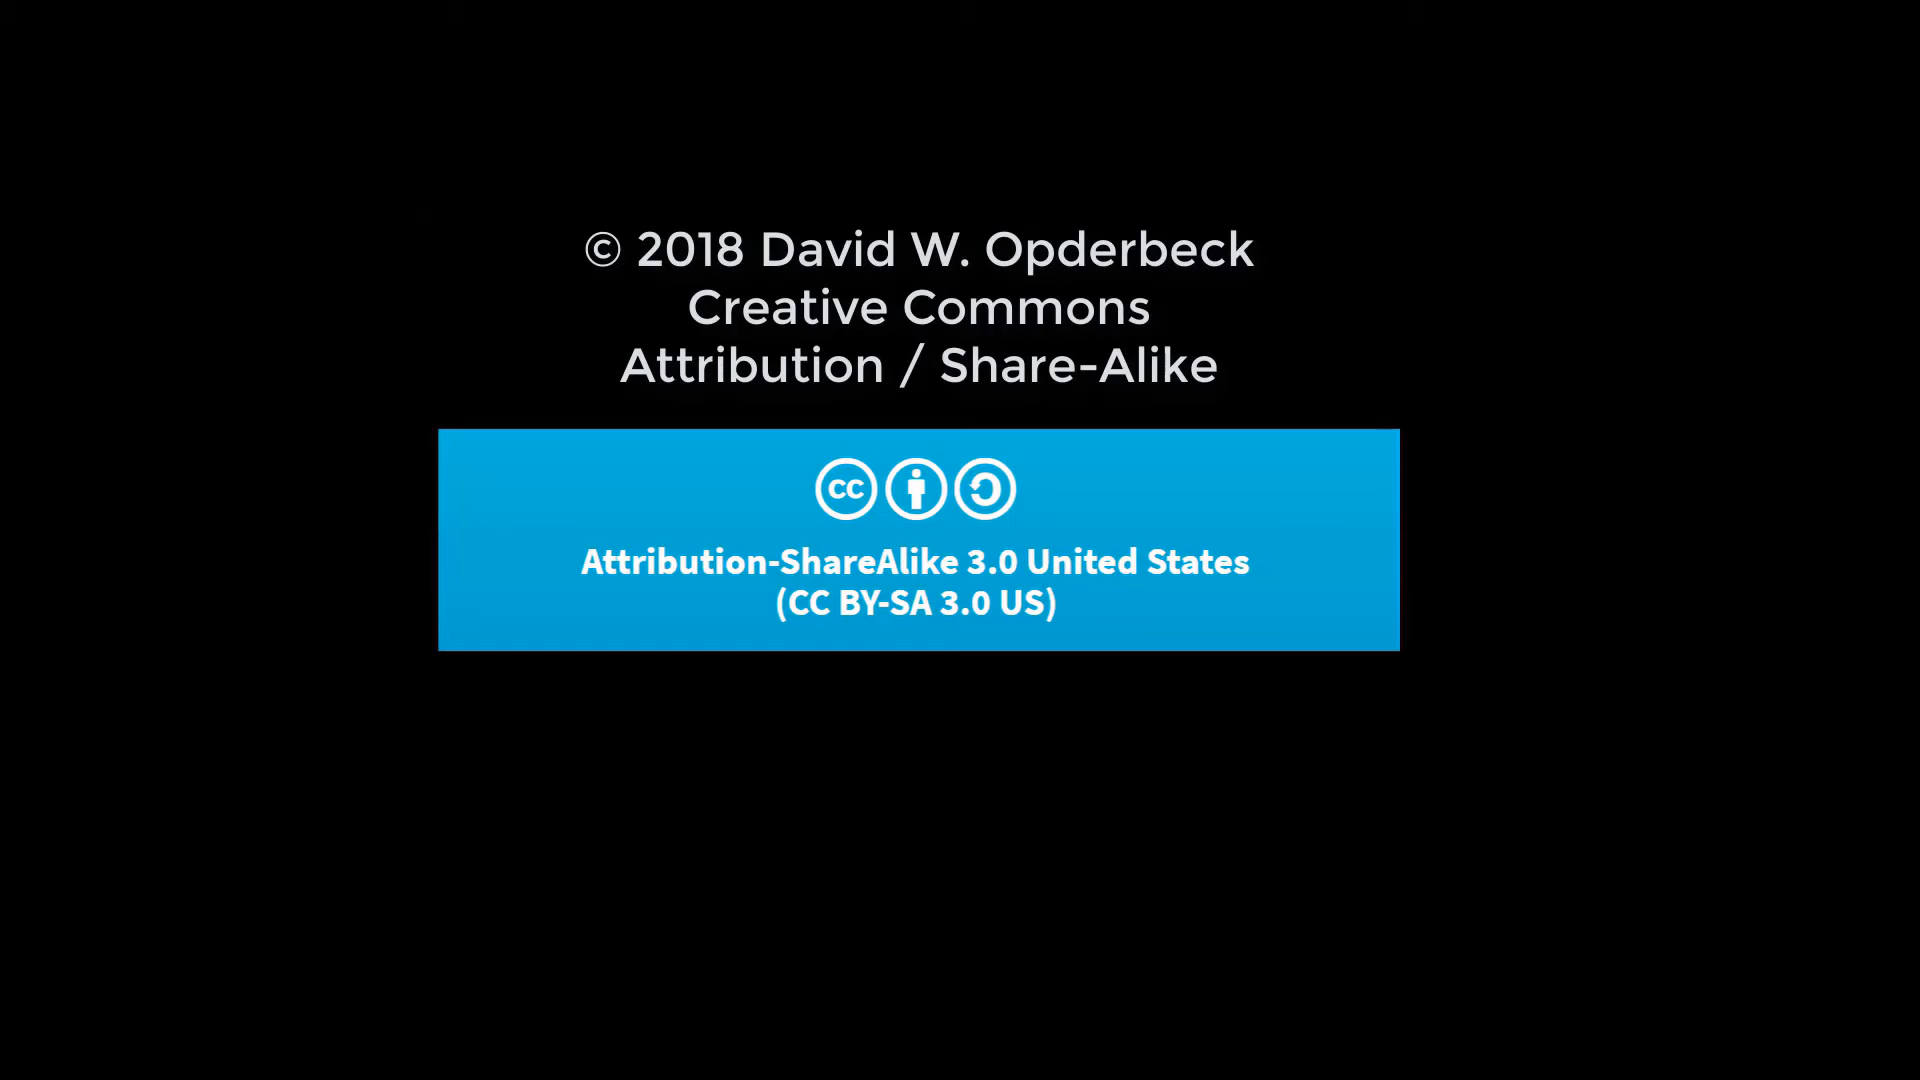 © 2018 David W. Opderbeck
Creative Commons
Attribution / Share-Alike
cc
Attribution-ShareAlike 3.0 United States
(CC BY-SA 3.0 US)